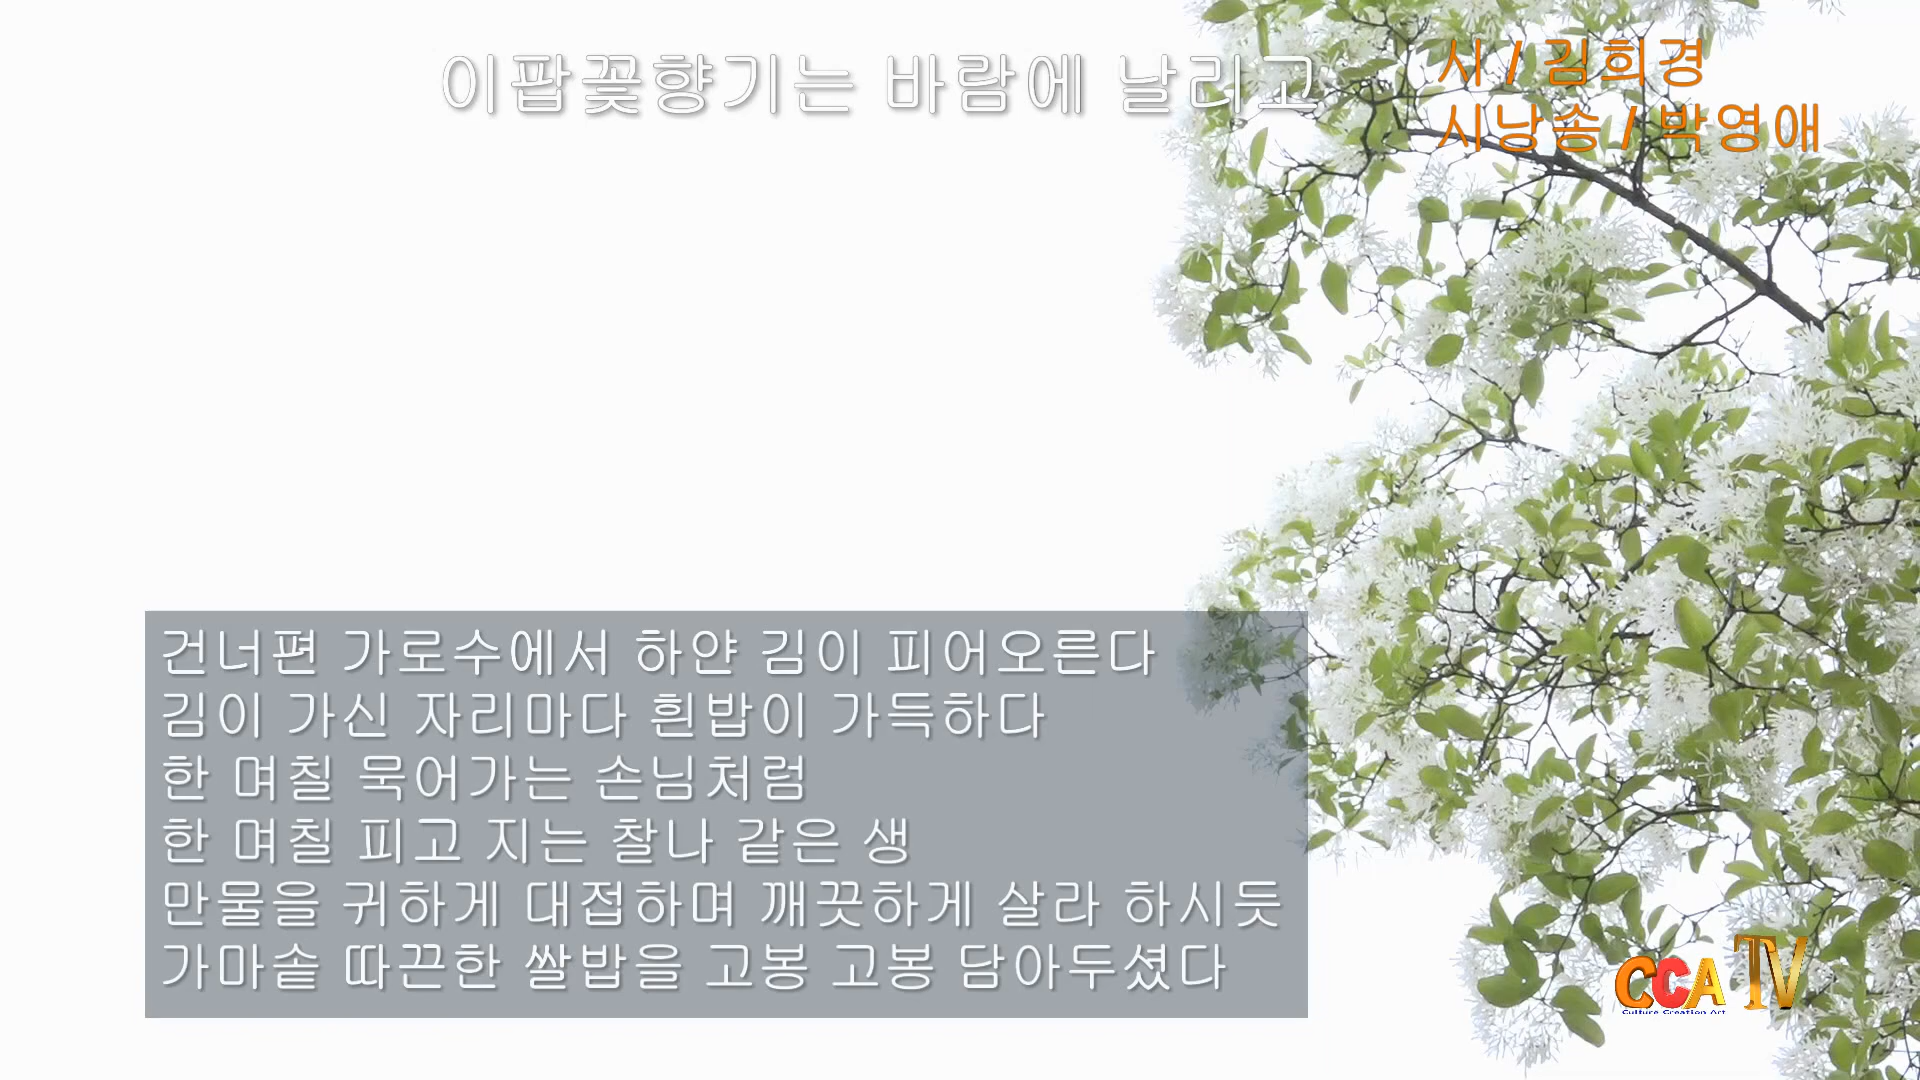 이팝꽃향기는 바람에 날리고
시 / 김희경
시낭송 / 박영애
건너편 가로수에서 하얀 김이 피어오른다
김이 가신 자리마다 흰밥이 가득하다
한 며칠 묵어가는 손님처럼
한 며칠 피고 지는 찰나 같은 생
만물을 귀하게 대접하며 깨끗하게 살라 하시듯
가마솥 따끈한 쌀밥을 고봉 고봉 담아두셨다
CCA TV
Culture Creation Art